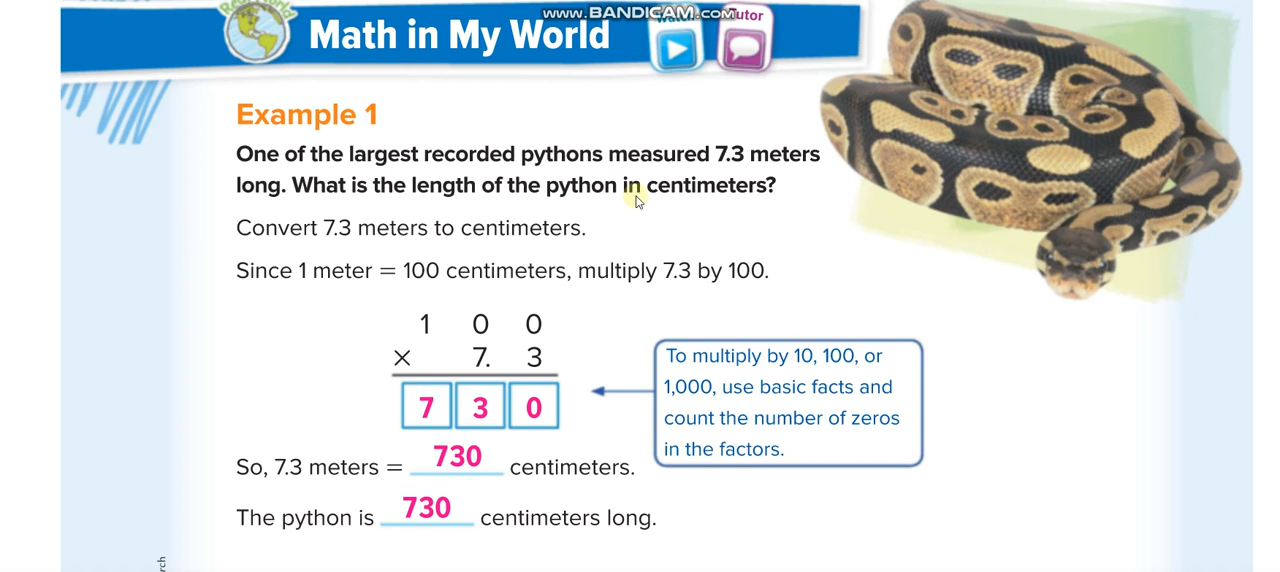 www.BANDICAM.com
Real World
Tutor
Math in My World
Example 1
One of the largest recorded pythons measured 7.3 meters
long. What is the length of the python in centimeters?
Convert 7.3 meters to centimeters.
Since 1 meter = 100 centimeters, multiply 7.3 by 100.
1 0 0
× 7. 3
7 3 0
To multiply by 10, 100, or
1,000, use basic facts and
count the number of zeros
in the factors.
So, 7.3 meters = 730 centimeters.
The python is 730 centimeters long.
rch